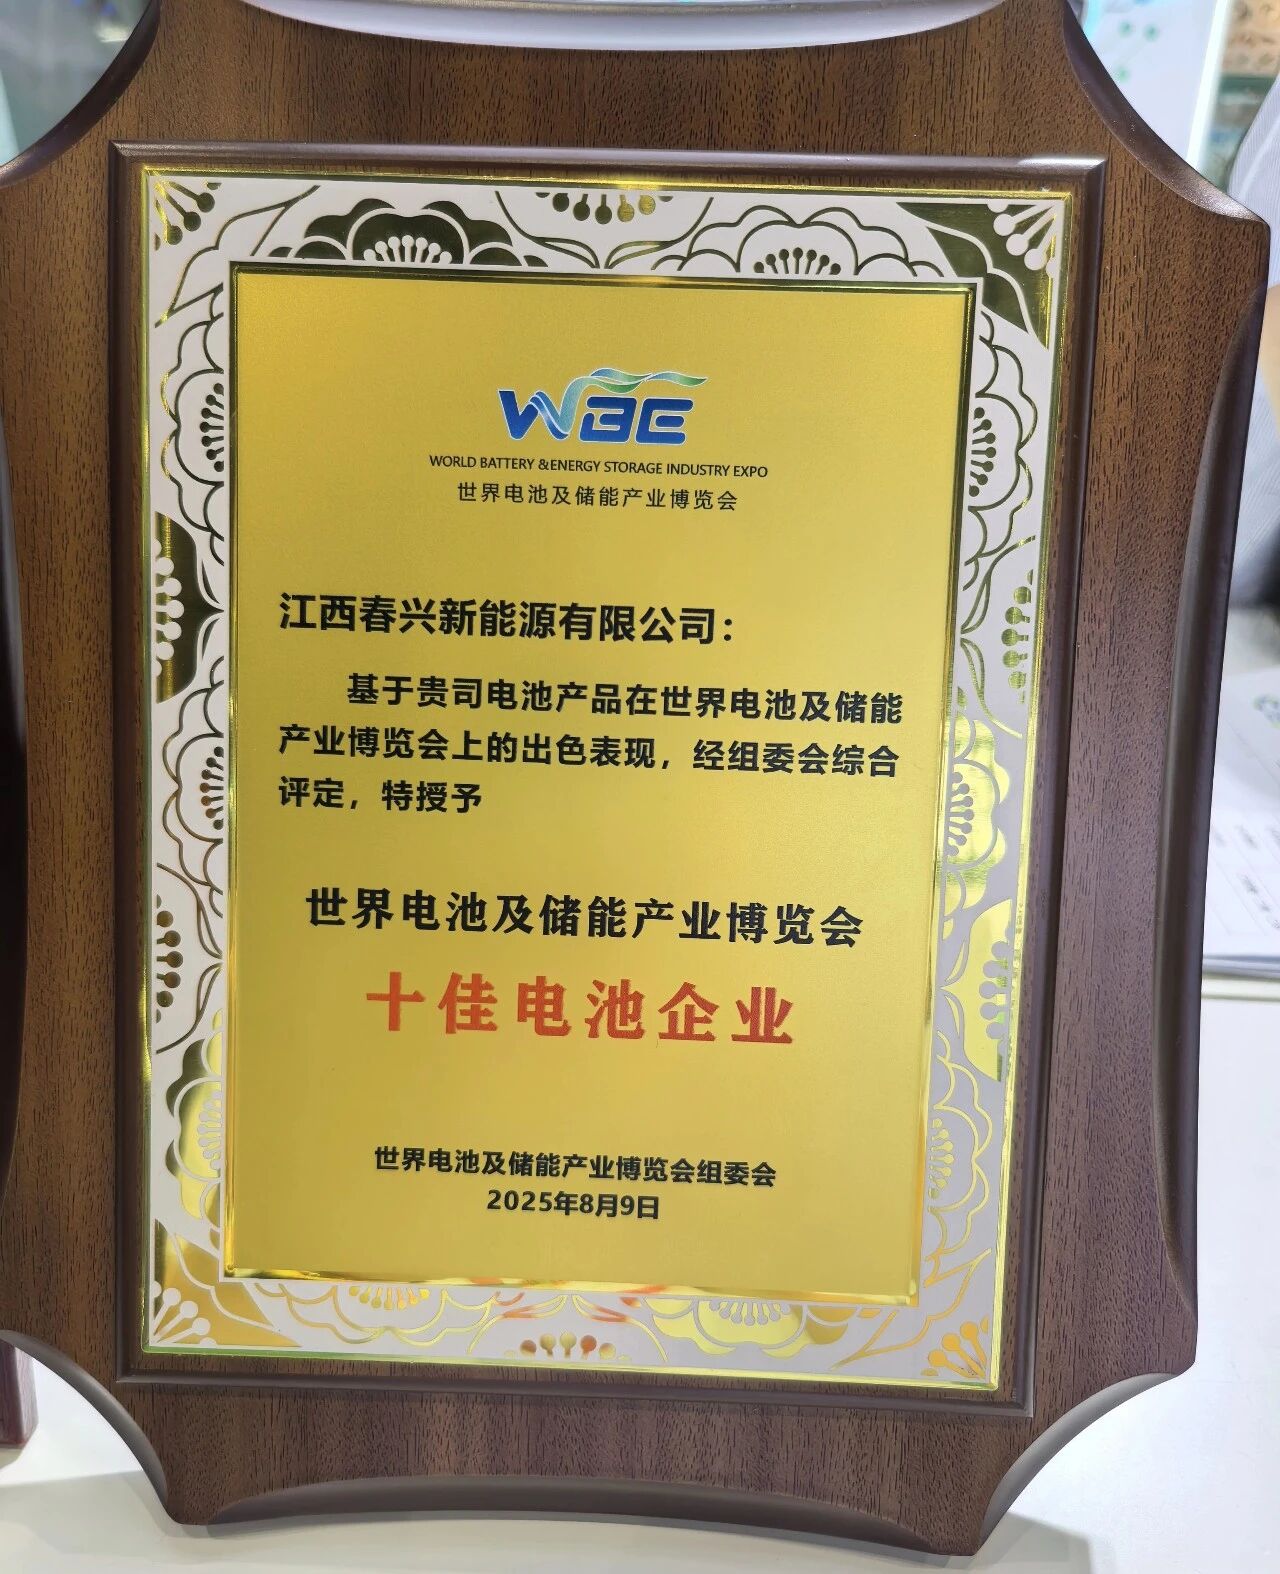 WBE
WORLD BATTERY &ENERGY STORAGE INDUSTRY EXPO
世界电池及储能产业博览会
江西春兴新能源有限公司：
基于贵司电池产品在世界电池及储能
产业博览会上的出色表现，经组委会综合
评定，特授予
世界电池及储能产业博览会
十佳电池企业
世界电池及储能产业博览会组委会
2025年8月9日